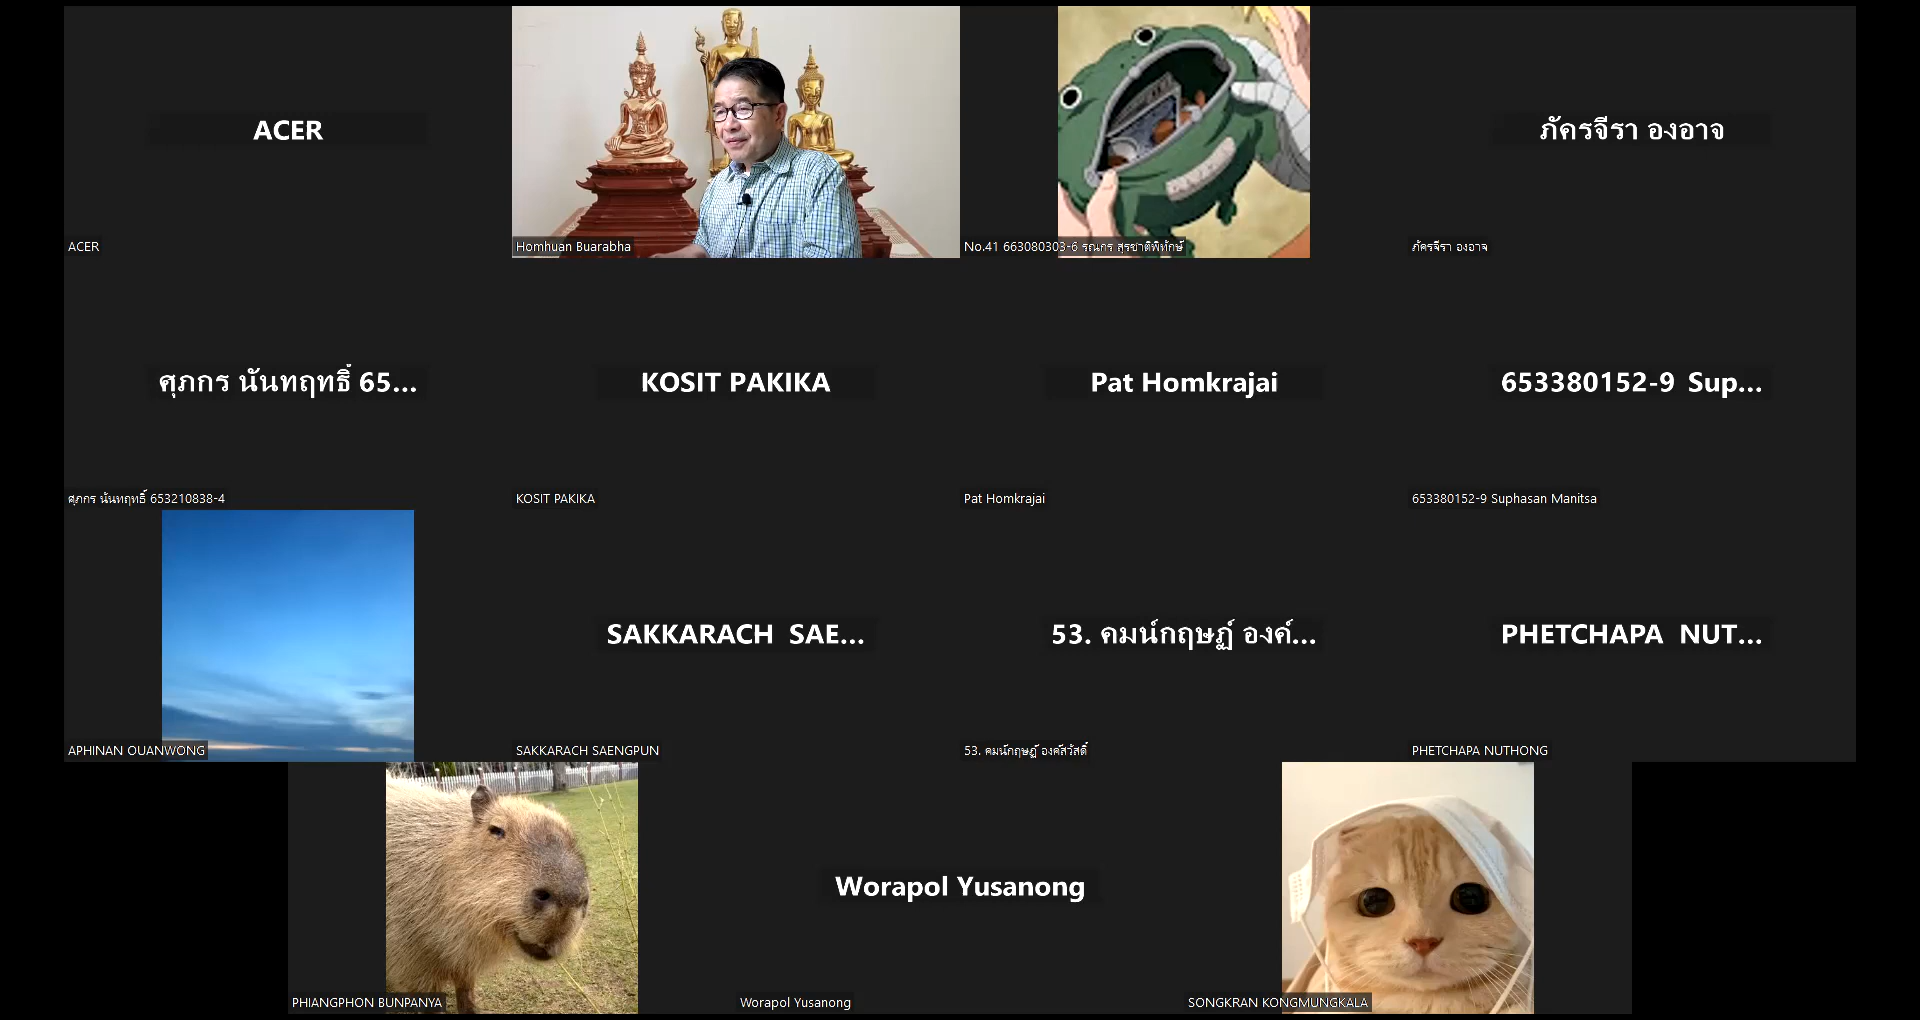 ACER
ภัครจีรา องอาจ
ACER
Homhuan Buarabha
No.41 663080303-6 รณกร สุรชาติพิทักษ์
ภัครจีรา องอาจ
ศุภกร นันทฤทธิ์ 65...
KOSIT PAKIKA
Pat Homkrajai
653380152-9 Sup...
ศุภกร นันทฤทธิ์ 653210838-4
KOSIT PAKIKA
Pat Homkrajai
653380152-9 Suphasan Manitsa
SAKKARACH SAE...
53. คมน์กฤษฏ์ องค์...
PHETCHAPA NUT...
APHINAN OUANWONG
SAKKARACH SAENGPUN
53. คมน์กฤษฏ์ องค์สวัสดิ์
PHETCHAPA NUTHONG
Worapol Yusanong
PHIANGPHON BUNPANYA
Worapol Yusanong
SONGKRAN KONGMUNGKALA